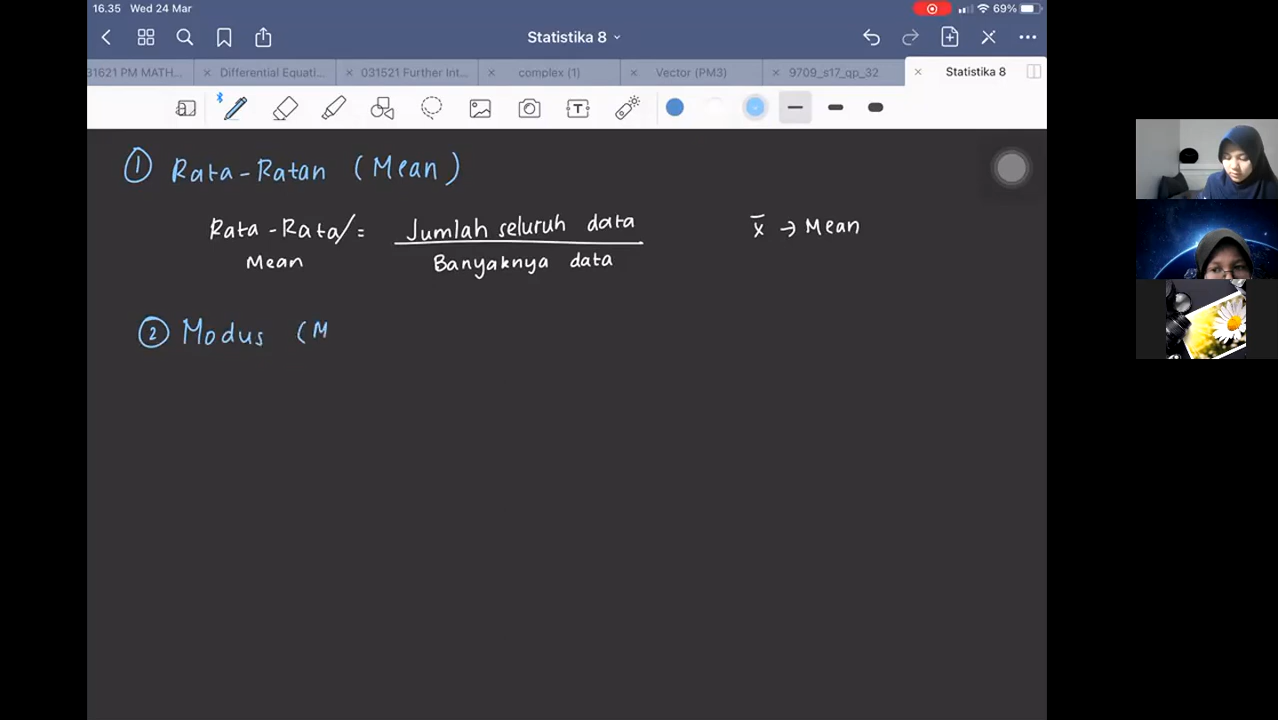 16.35 Wed 24 Mar
69%
Statistika 8
031621 PM MATH...
Differential Equati...
031521 Further Int...
complex (1)
Vector (PM3)
9709_s17_qp_32
Statistika 8
① Rata-Ratan (Mean)
Rata-Rata/ = Jumlah seluruh data
Mean Banyaknya data
x̄ → Mean
② Modus (M